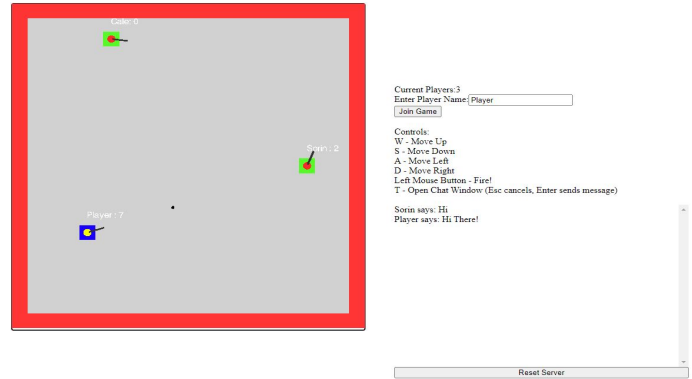 Cale: 0
Sorin : 2
Player : 7
Current Players:3
Enter Player Name: Player
Join Game
Controls:
W - Move Up
S - Move Down
A - Move Left
D - Move Right
Left Mouse Button - Fire!
T - Open Chat Window (Esc cancels, Enter sends message)
Sorin says: Hi
Player says: Hi There!
Reset Server